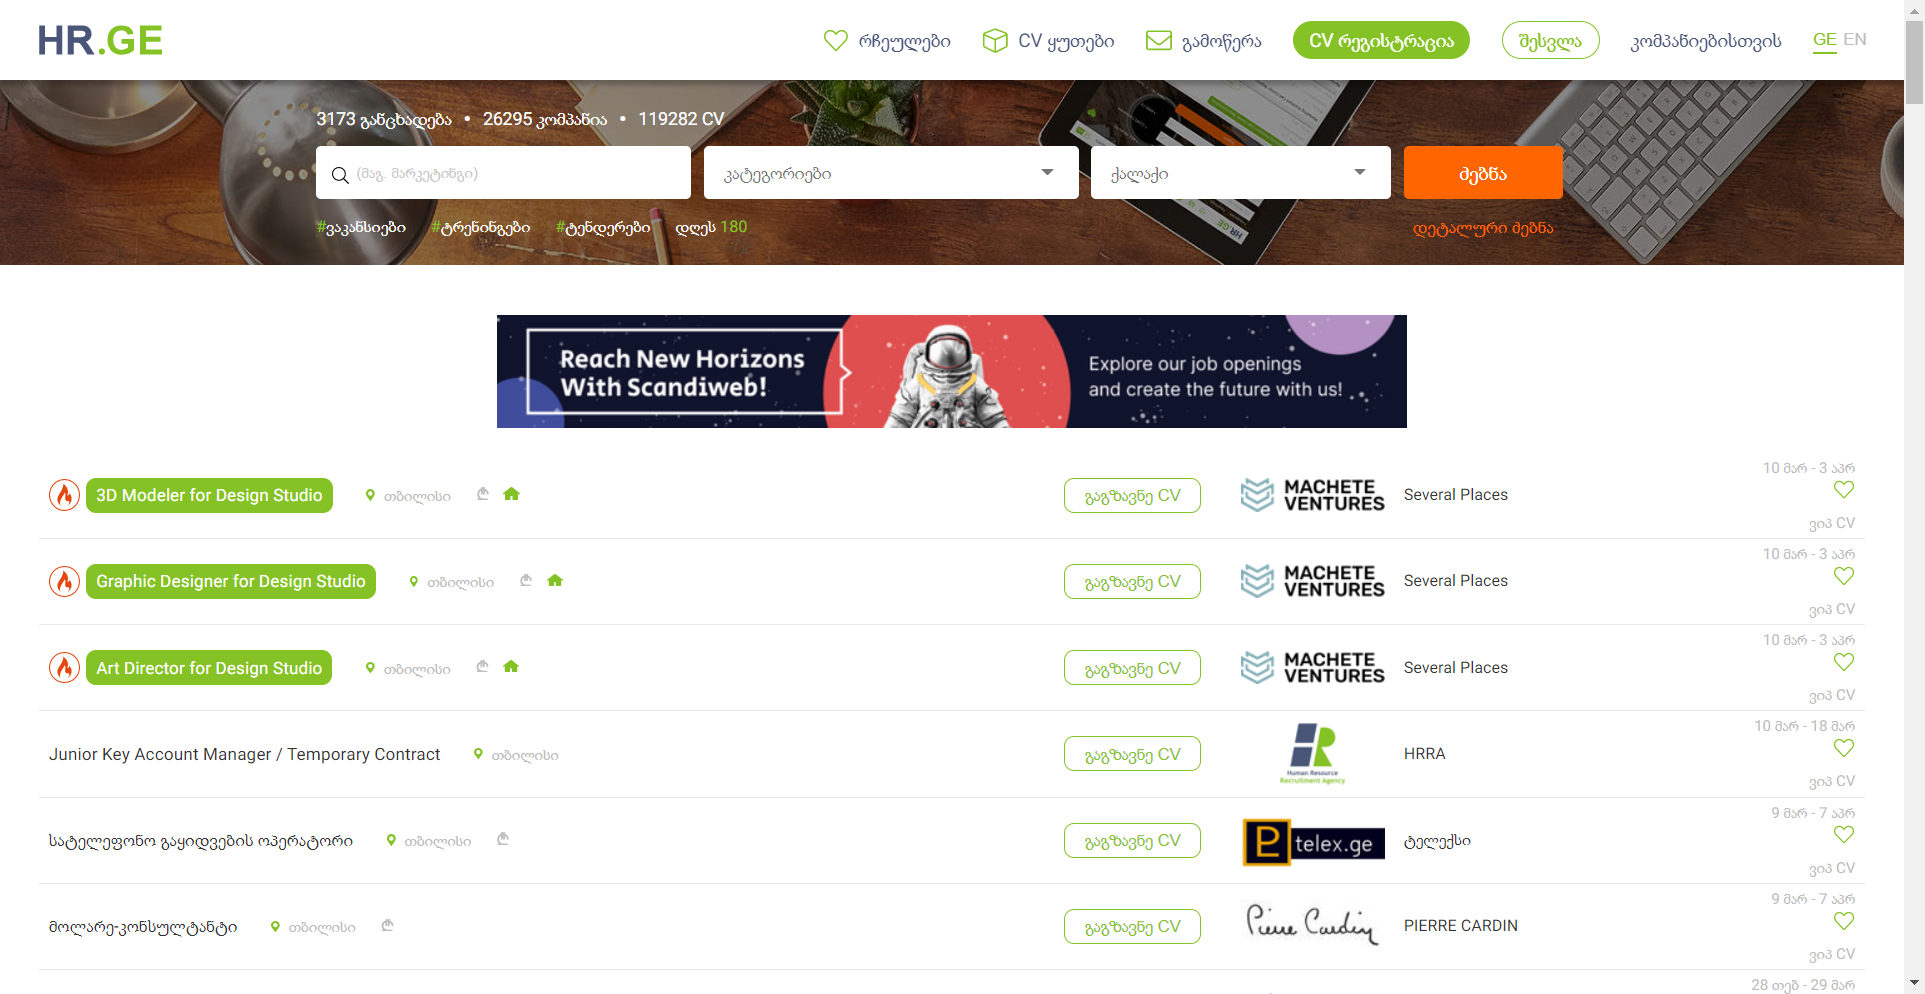 HR.GE
რჩეულები
CV ყუთები
გამოწერა
CV რეგისტრაცია
შესვლა
კომპანიებისთვის
GE EN
3173 განცხადება • 26295 კომპანია • 119282 CV
(მაგ. მარკეტინგი)
კატეგორიები
ქალაქი
ძებნა
#ვაკანსიები #ტრენინგები #ტენდერები დღეს 180
დეტალური ძებნა
Reach New Horizons
With Scandiweb!
Explore our job openings
and create the future with us!
3D Modeler for Design Studio
თბილისი
გაგზავნე CV
MACHETE
VENTURES
Several Places
10 მარ - 3 აპრ
ვიპ CV
Graphic Designer for Design Studio
თბილისი
გაგზავნე CV
MACHETE
VENTURES
Several Places
10 მარ - 3 აპრ
ვიპ CV
Art Director for Design Studio
თბილისი
გაგზავნე CV
MACHETE
VENTURES
Several Places
10 მარ - 3 აპრ
ვიპ CV
Junior Key Account Manager / Temporary Contract
თბილისი
გაგზავნე CV
HR
Human Resource
Recruitment Agency
HRRA
10 მარ - 18 მარ
ვიპ CV
სატელეფონო გაყიდვების ოპერატორი
თბილისი
გაგზავნე CV
telex.ge
ტელექსი
9 მარ - 7 აპრ
ვიპ CV
მოლარე-კონსულტანტი
თბილისი
გაგზავნე CV
Pierre Cardin
PIERRE CARDIN
9 მარ - 7 აპრ
ვიპ CV
28 თებ - 29 მარ